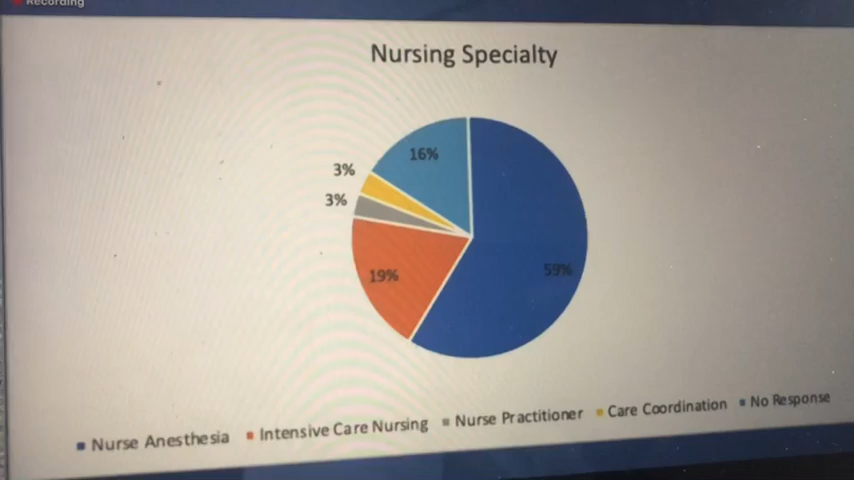 Recording
Nursing Specialty
16%
3%
3%
59%
19%
Nurse Anesthesia Intensive Care Nursing Nurse Practitioner Care Coordination No Response